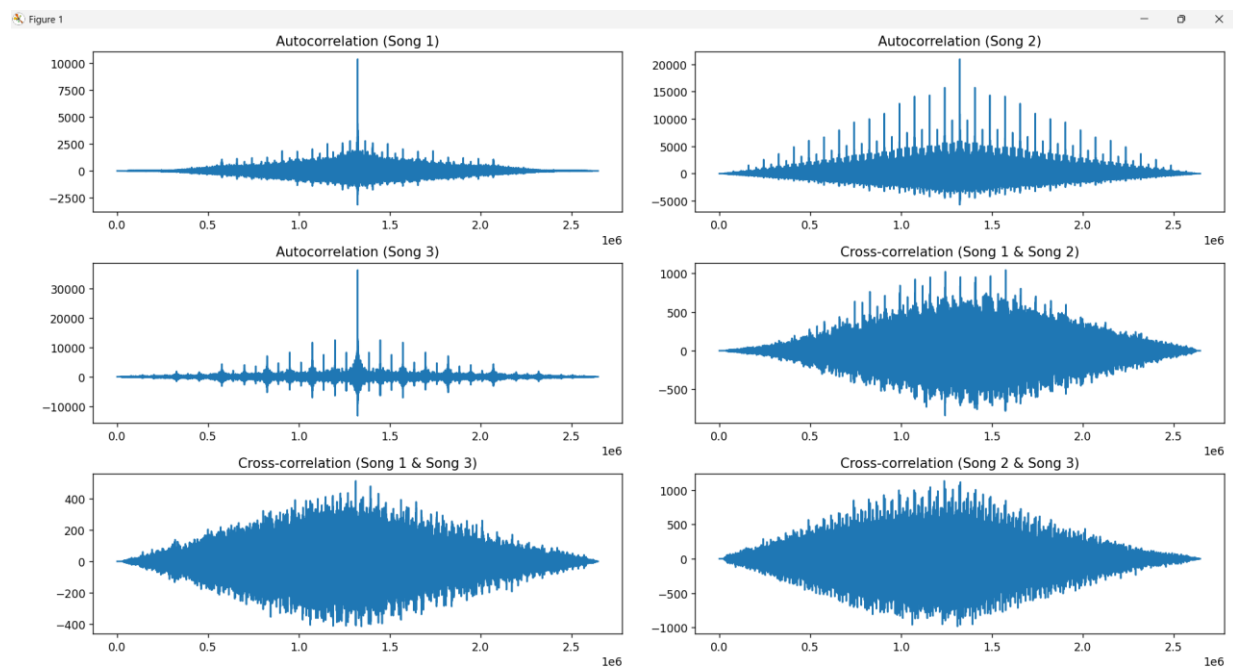 Figure 1
Autocorrelation (Song 1)
10000
7500
5000
2500
0
−2500
0.0 0.5 1.0 1.5 2.0 2.5
1e6
Autocorrelation (Song 2)
20000
15000
10000
5000
0
−5000
0.0 0.5 1.0 1.5 2.0 2.5
1e6
Autocorrelation (Song 3)
30000
20000
10000
0
−10000
0.0 0.5 1.0 1.5 2.0 2.5
1e6
Cross-correlation (Song 1 & Song 2)
1000
500
0
−500
0.0 0.5 1.0 1.5 2.0 2.5
1e6
Cross-correlation (Song 1 & Song 3)
400
200
0
−200
−400
0.0 0.5 1.0 1.5 2.0 2.5
1e6
Cross-correlation (Song 2 & Song 3)
1000
500
0
−500
−1000
0.0 0.5 1.0 1.5 2.0 2.5
1e6